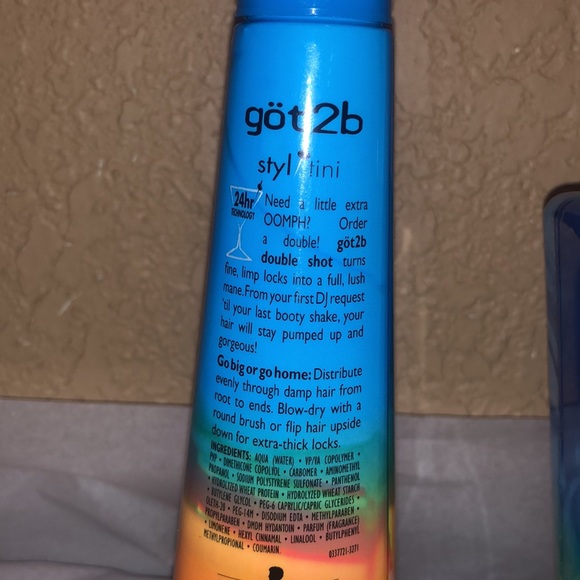 göt2b
styl tini
24hr
TECHNOLOGY
Need a little extra
OOMPH? Order
a double! göt2b
double shot turns
fine, limp locks into a full, lush
mane. From your first DJ request
'til your last booty shake, your
hair will stay pumped up and
gorgeous!
Go big or go home: Distribute
evenly through damp hair from
root to ends. Blow-dry with a
round brush or flip hair upside
down for extra-thick locks.
INGREDIENTS: AQUA (WATER) • VP/VA COPOLYMER •
PVP • DIMETHICONE COPOLYOL • CARBOMER • AMINOMETHYL
PROPANOL • SODIUM POLYSTYRENE SULFONATE • PANTHENOL
• HYDROLYZED WHEAT PROTEIN • HYDROLYZED WHEAT STARCH
• BUTYLENE GLYCOL • PEG-6 CAPRYLIC/CAPRIC GLYCERIDES •
OLETH-20 • PEG-14M • DISODIUM EDTA • METHYLPARABEN •
PROPYLPARABEN • DMDM HYDANTOIN • PARFUM (FRAGRANCE)
• LIMONENE • HEXYL CINNAMAL • LINALOOL • BUTYLPHENYL
METHYLPROPIONAL • COUMARIN.
0337721-3271